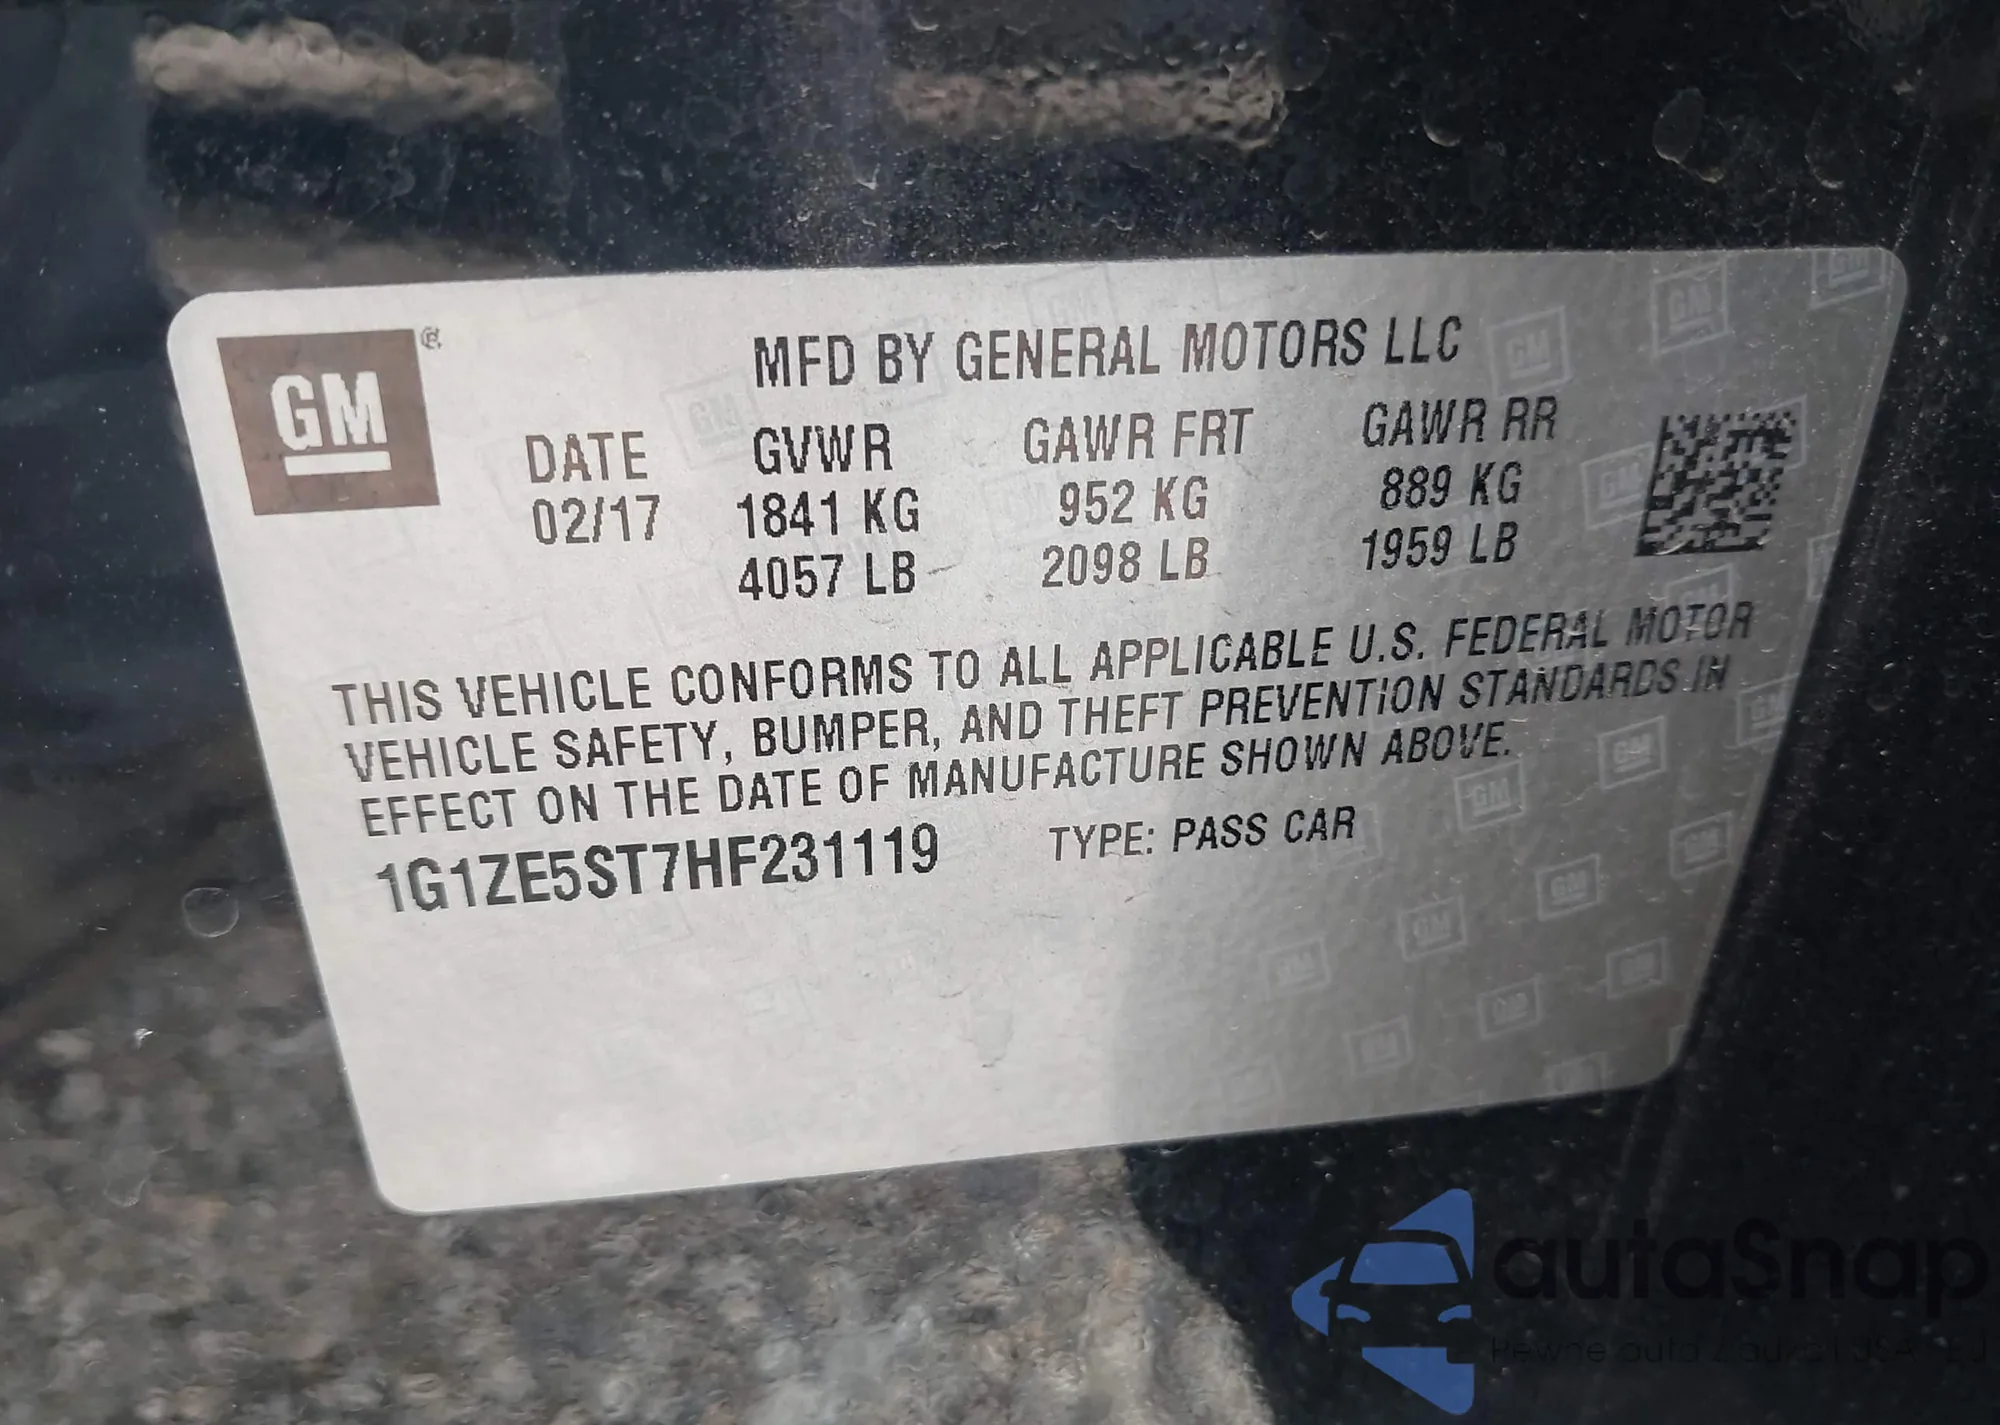 GM
MFD BY GENERAL MOTORS LLC
DATE GVWR GAWR FRT GAWR RR
02/17 1841 KG 952 KG 889 KG
4057 LB 2098 LB 1959 LB
THIS VEHICLE CONFORMS TO ALL APPLICABLE U.S. FEDERAL MOTOR
VEHICLE SAFETY, BUMPER, AND THEFT PREVENTION STANDARDS IN
EFFECT ON THE DATE OF MANUFACTURE SHOWN ABOVE.
1G1ZE5ST7HF231119 TYPE: PASS CAR
autaSnap
auta